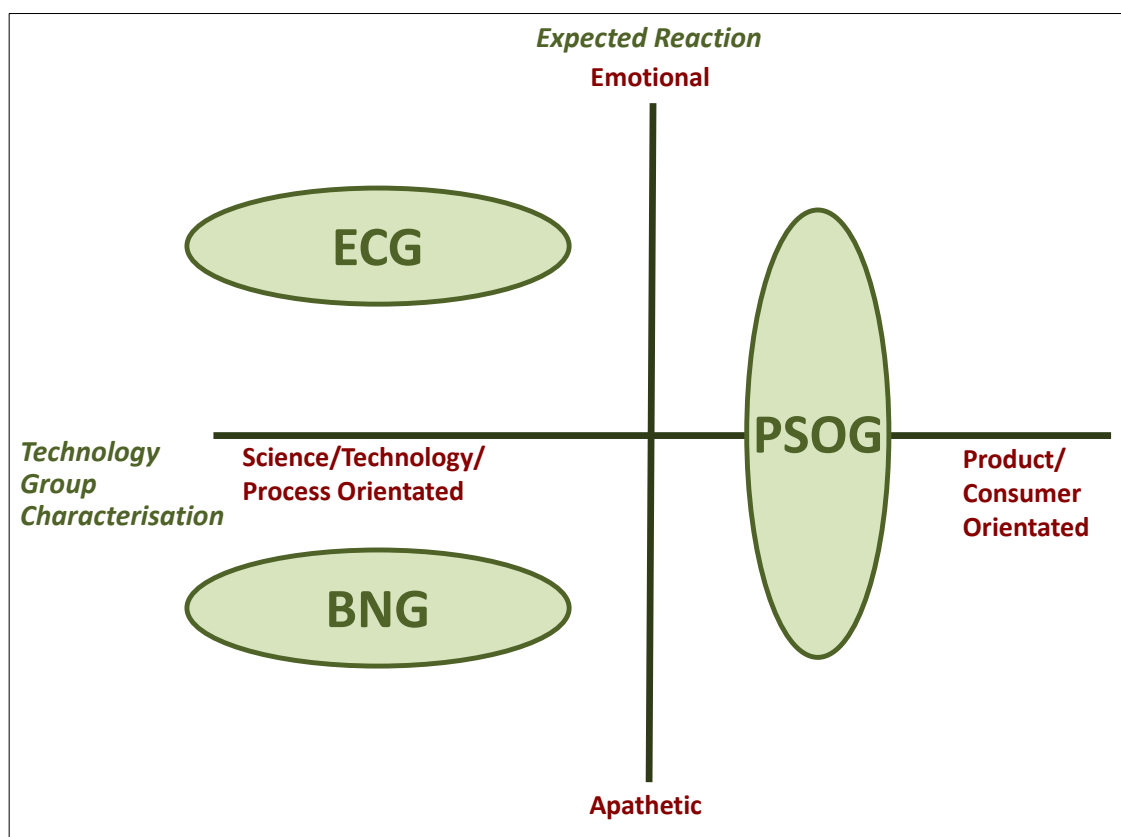 Expected Reaction
Emotional
ECG
PSOG
Technology
Group
Characterisation
Science/Technology/
Process Orientated
Product/
Consumer
Orientated
BNG
Apathetic